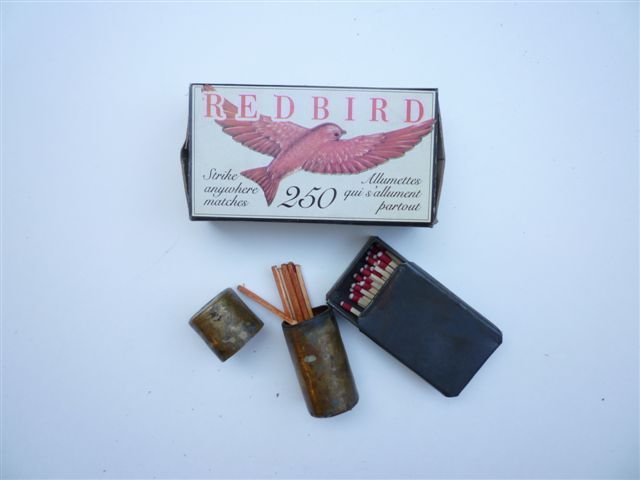 REDBIRD
Strike
anywhere
matches
250
Allumettes
qui s'allument
partout